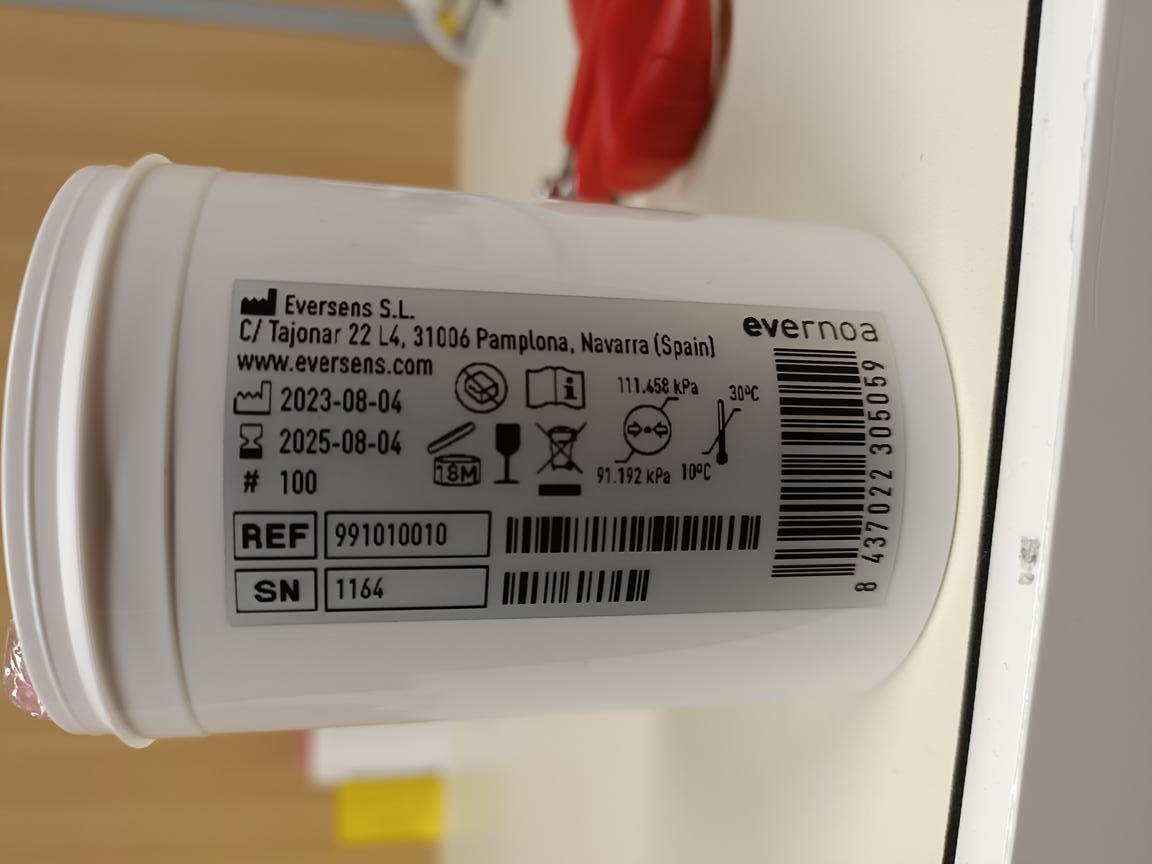 Eversens S.L.
C/ Tajonar 22 L4, 31006 Pamplona, Navarra (Spain)
www.eversens.com
2023-08-04
2025-08-04
# 100
18M
111.458 kPa
91.192 kPa
30ºC
10ºC
REF 991010010
SN 1164
evernoa
8 437022 305059